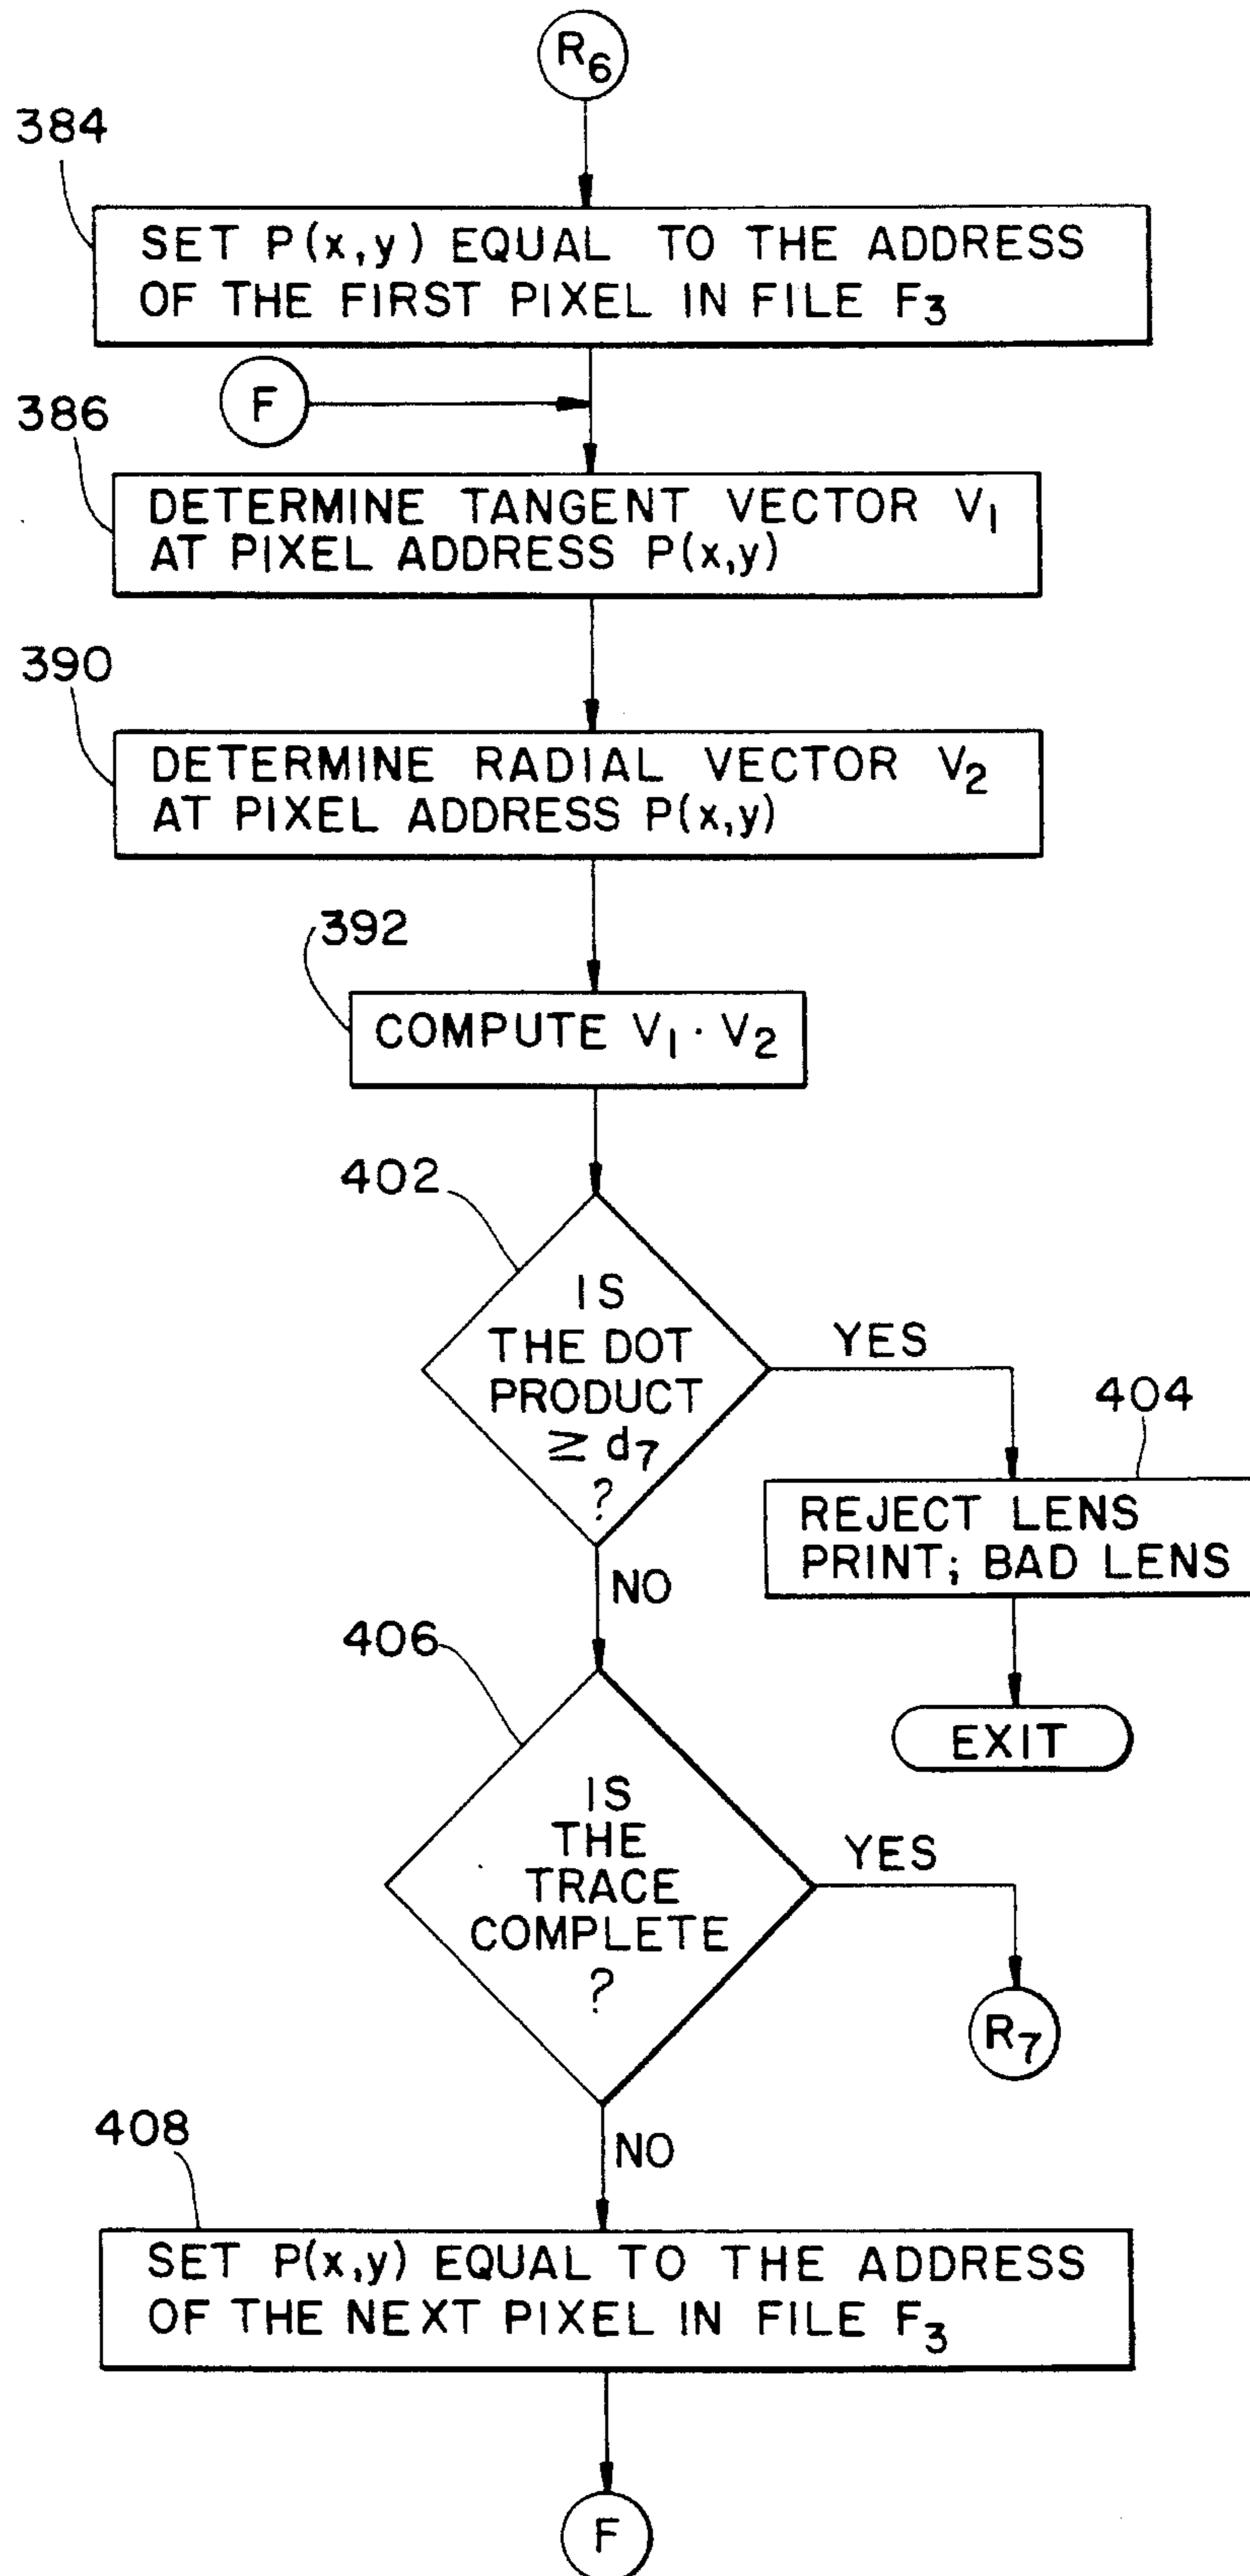 R6
384
SET P(x,y) EQUAL TO THE ADDRESS
OF THE FIRST PIXEL IN FILE F3
F
386
DETERMINE TANGENT VECTOR V1
AT PIXEL ADDRESS P(x,y)
390
DETERMINE RADIAL VECTOR V2
AT PIXEL ADDRESS P(x,y)
392
COMPUTE V1 · V2
402
IS
THE DOT
PRODUCT
≥ d7
?
YES
404
REJECT LENS
PRINT; BAD LENS
NO
EXIT
406
IS
THE
TRACE
COMPLETE
?
YES
R7
NO
408
SET P(x,y) EQUAL TO THE ADDRESS
OF THE NEXT PIXEL IN FILE F3
F